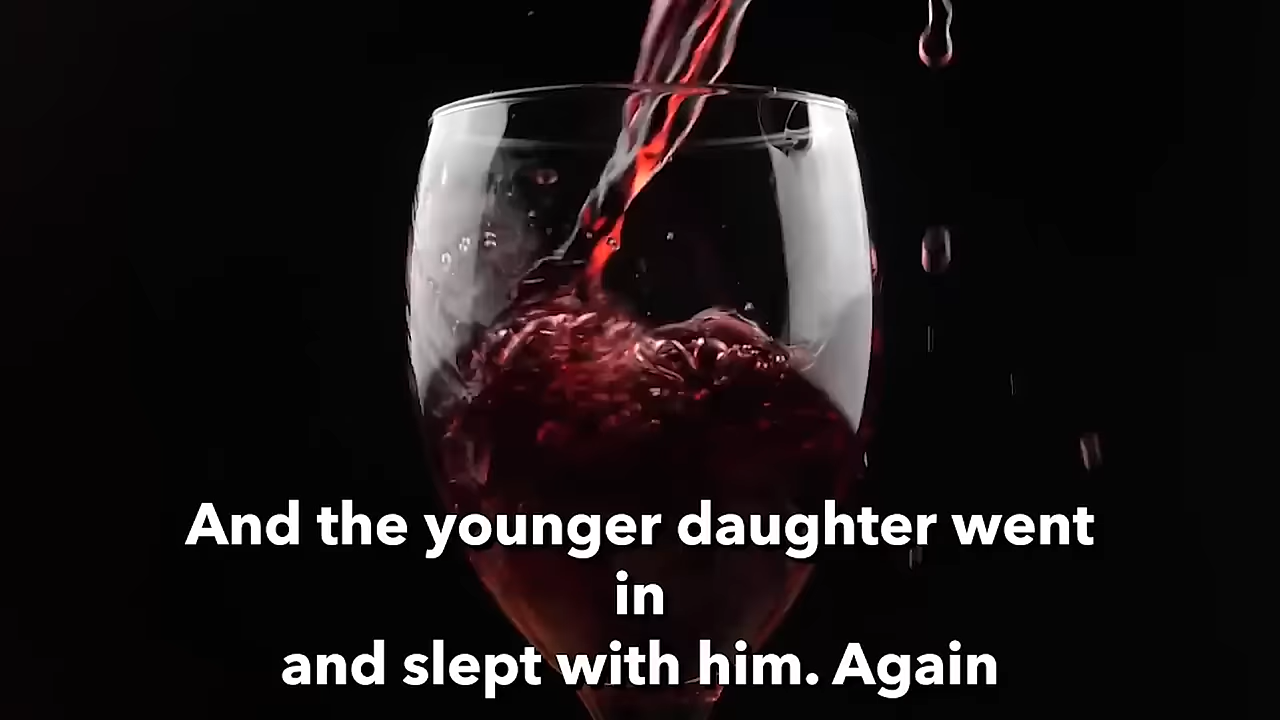 And the younger daughter went
in
and slept with him. Again